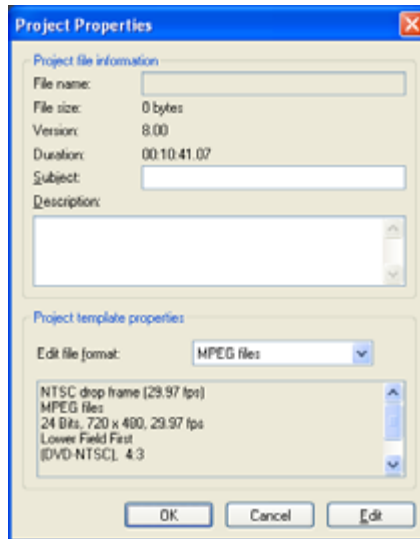 Project Properties
Project file information
File name:
File size: 0 bytes
Version: 8.00
Duration: 00:10:41.07
Subject:
Description:
Project template properties
Edit file format: MPEG files
NTSC drop frame (29.97 fps)
MPEG files
24 Bits, 720 x 480, 29.97 fps
Lower Field First
(DVD-NTSC), 4:3
OK Cancel Edit